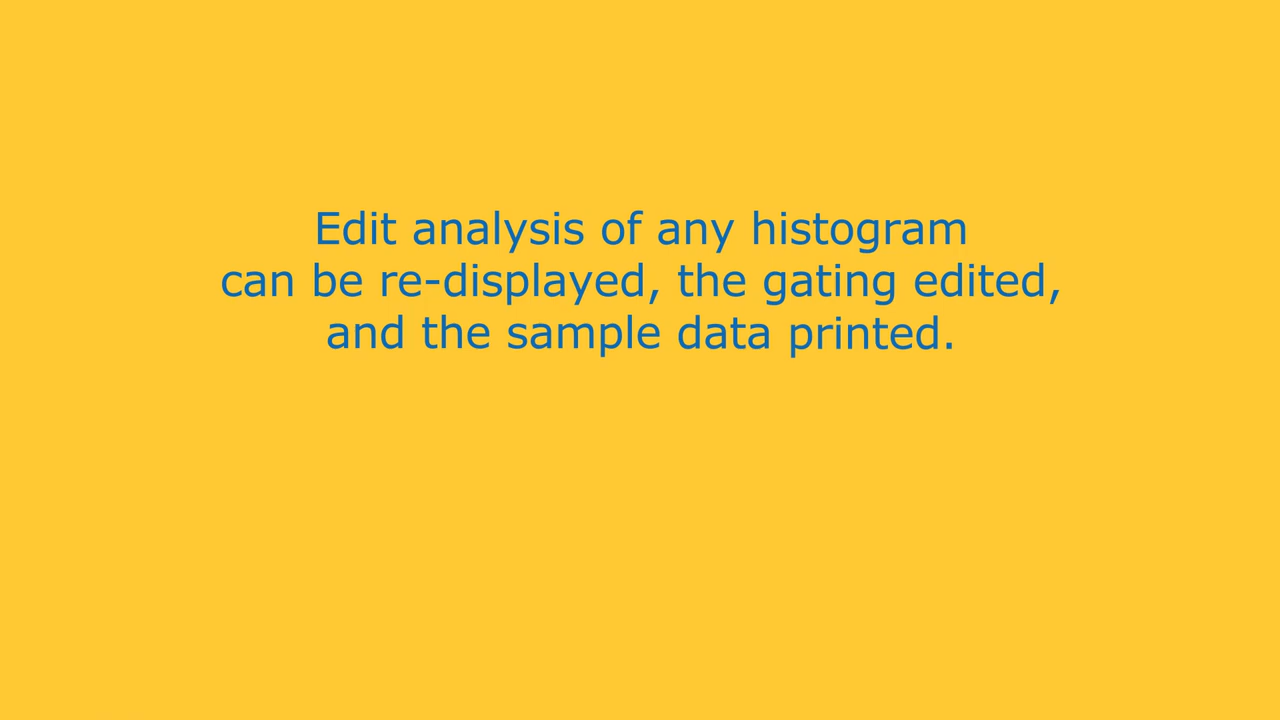 Edit analysis of any histogram
can be re-displayed, the gating edited,
and the sample data printed.